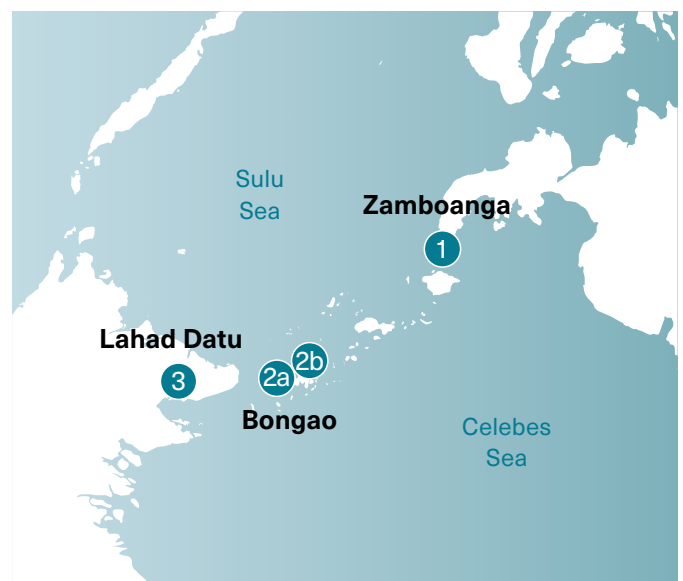 Sulu
Sea
Zamboanga
1
Lahad Datu
2b
2a
3
Bongao
Celebes
Sea